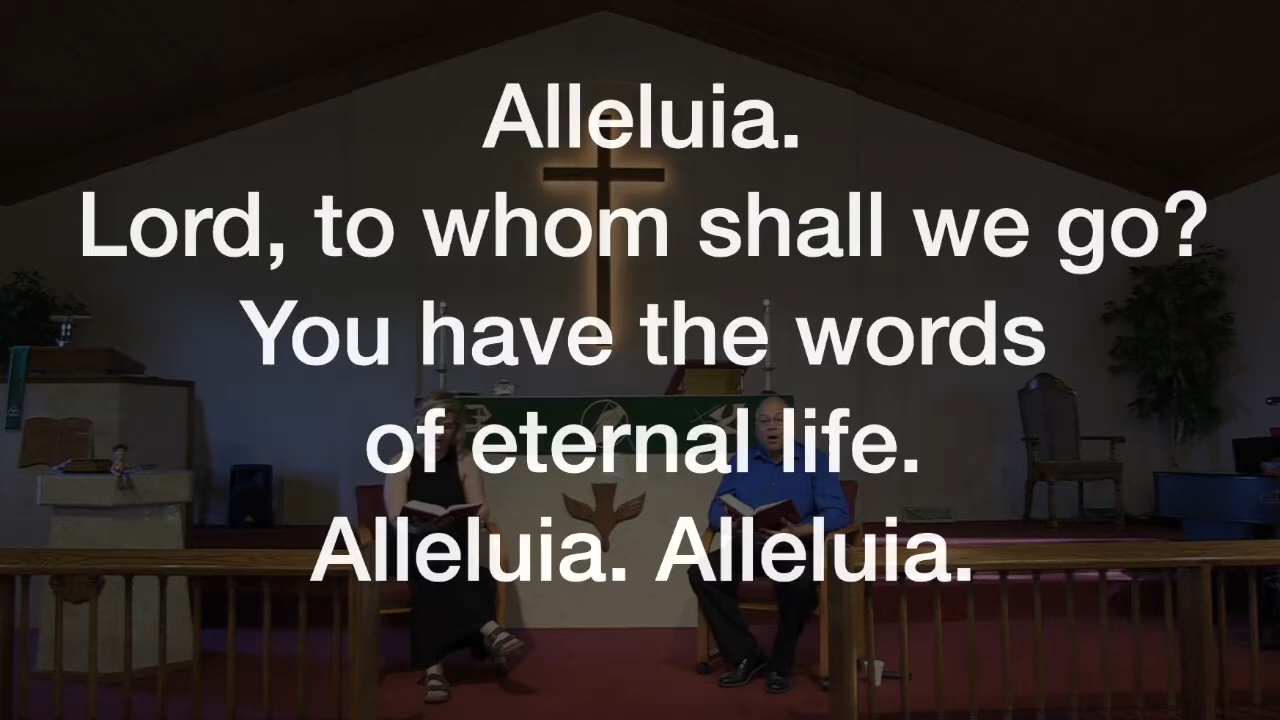 Alleluia.
Lord, to whom shall we go?
You have the words
of eternal life.
Alleluia. Alleluia.